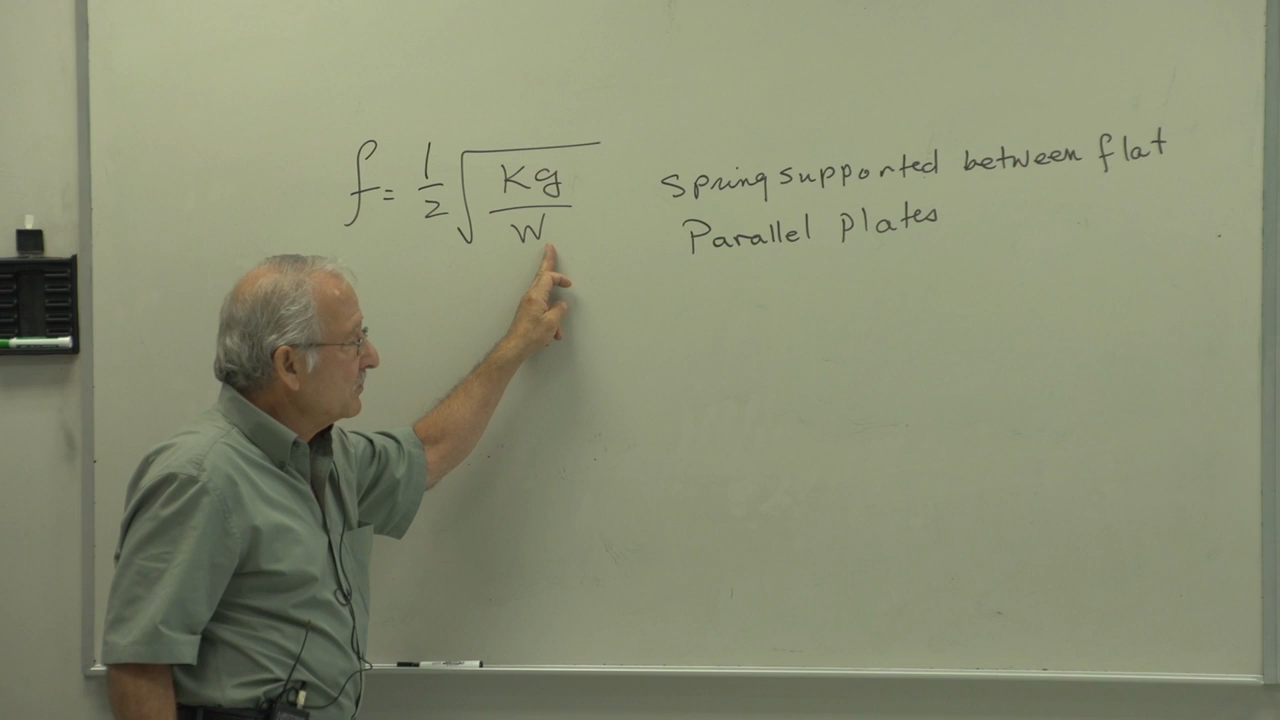 f = 1/2 √(Kg/W)
Spring supported between flat
Parallel plates